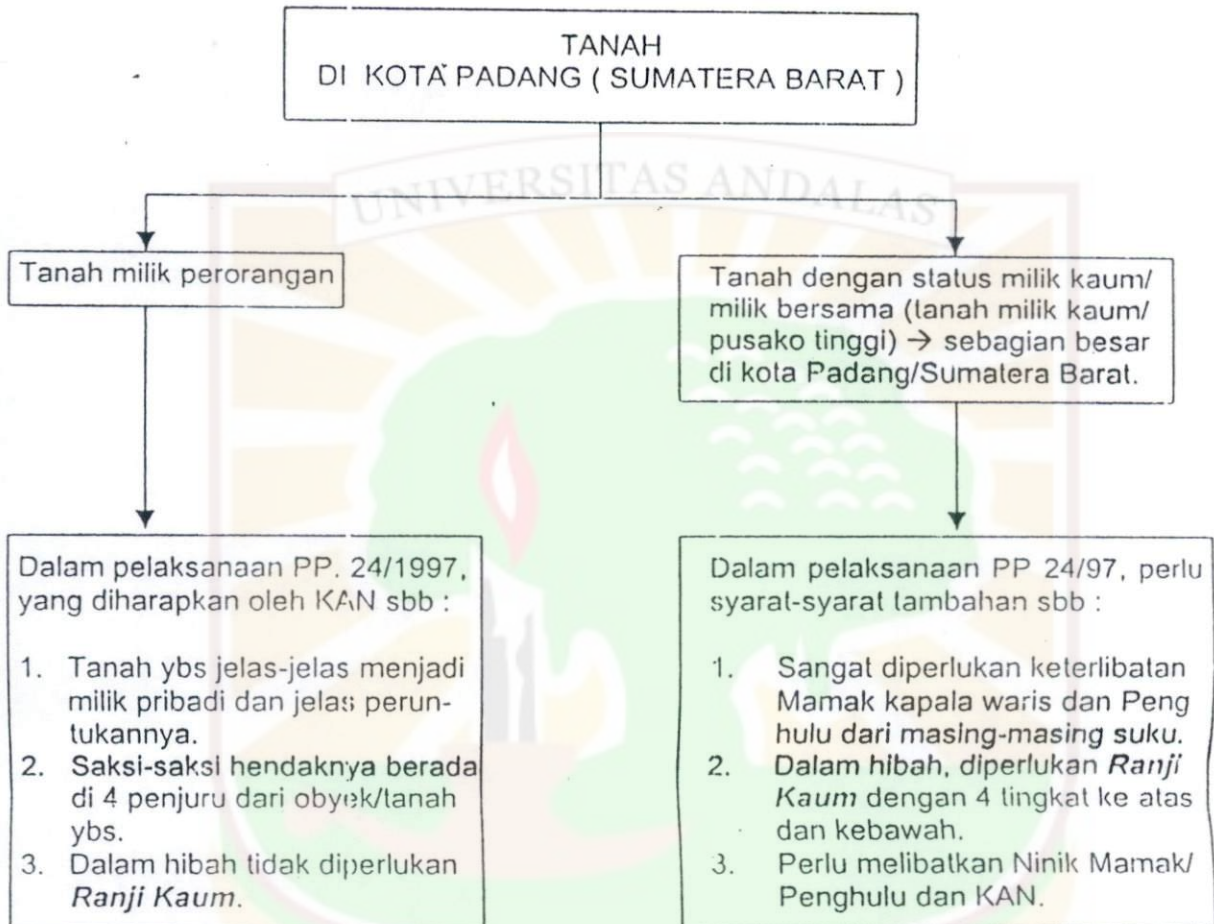 TANAH
DI KOTA PADANG ( SUMATERA BARAT )
UNIVERSITAS ANDALAS
Tanah milik perorangan
Tanah dengan status milik kaum/
milik bersama (tanah milik kaum/
pusako tinggi) → sebagian besar
di kota Padang/Sumatera Barat.
Dalam pelaksanaan PP. 24/1997,
yang diharapkan oleh KAN sbb :
1. Tanah ybs jelas-jelas menjadi
milik pribadi dan jelas perun-
tukannya.
2. Saksi-saksi hendaknya berada
di 4 penjuru dari obyek/tanah
ybs.
3. Dalam hibah tidak diperlukan
Ranji Kaum.
Dalam pelaksanaan PP 24/97, perlu
syarat-syarat tambahan sbb :
1. Sangat diperlukan keterlibatan
Mamak kapala waris dan Peng
hulu dari masing-masing suku.
2. Dalam hibah, diperlukan Ranji
Kaum dengan 4 tingkat ke atas
dan kebawah.
3. Perlu melibatkan Ninik Mamak/
Penghulu dan KAN.